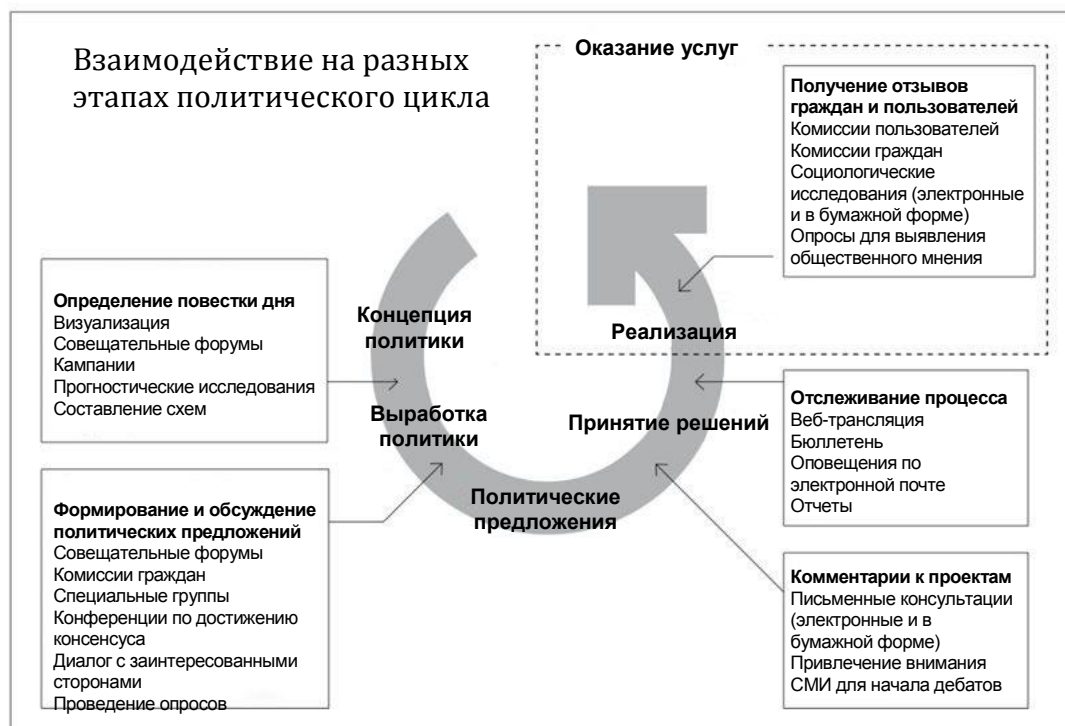 Взаимодействие на разных
этапах политического цикла
Оказание услуг
Получение отзывов
граждан и пользователей
Комиссии пользователей
Комиссии граждан
Социологические
исследования (электронные
и в бумажной форме)
Опросы для выявления
общественного мнения
Определение повестки дня
Визуализация
Совещательные форумы
Кампании
Прогностические исследования
Составление схем
Концепция
политики
Реализация
Выработка
политики
Принятие решений
Политические
предложения
Отслеживание процесса
Веб-трансляция
Бюллетень
Оповещения по
электронной почте
Отчеты
Формирование и обсуждение
политических предложений
Совещательные форумы
Комиссии граждан
Специальные группы
Конференции по достижению
консенсуса
Диалог с заинтересованными
сторонами
Проведение опросов
Комментарии к проектам
Письменные консультации
(электронные и в
бумажной форме)
Привлечение внимания
СМИ для начала дебатов